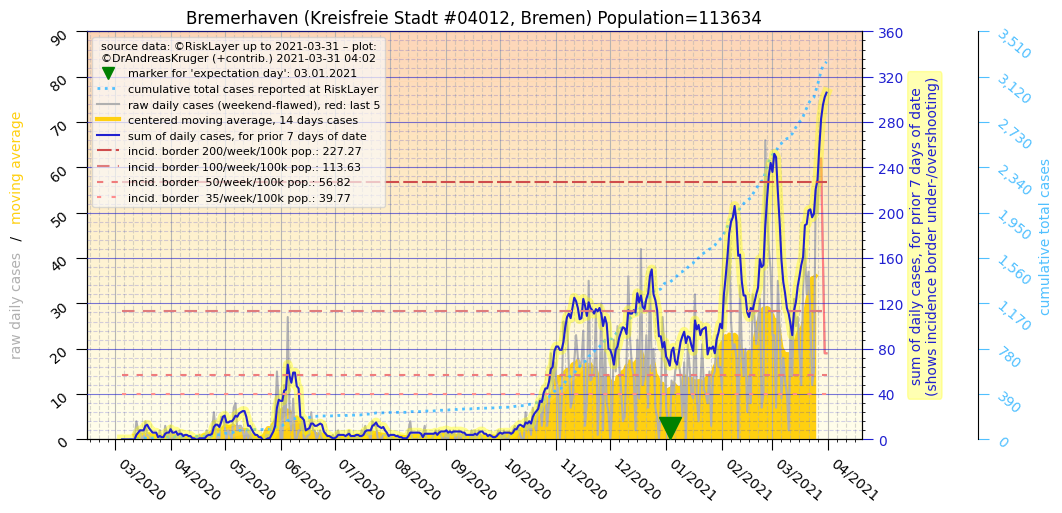 Bremerhaven (Kreisfreie Stadt #04012, Bremen) Population=113634
source data: ©RiskLayer up to 2021-03-31 – plot:
©DrAndreasKruger (+contrib.) 2021-03-31 04:02
marker for 'expectation day': 03.01.2021
cumulative total cases reported at RiskLayer
raw daily cases (weekend-flawed), red: last 5
centered moving average, 14 days cases
sum of daily cases, for prior 7 days of date
incid. border 200/week/100k pop.: 227.27
incid. border 100/week/100k pop.: 113.63
incid. border  50/week/100k pop.: 56.82
incid. border  35/week/100k pop.: 39.77
raw daily cases  /  moving average
90
80
70
60
50
40
30
20
10
0
03/2020
04/2020
05/2020
06/2020
07/2020
08/2020
09/2020
10/2020
11/2020
12/2020
01/2021
02/2021
03/2021
04/2021
360
320
280
240
200
160
120
80
40
0
sum of daily cases, for prior 7 days of date
(shows incidence border under-/overshooting)
3,510
3,120
2,730
2,340
1,950
1,560
1,170
780
390
0
cumulative total cases